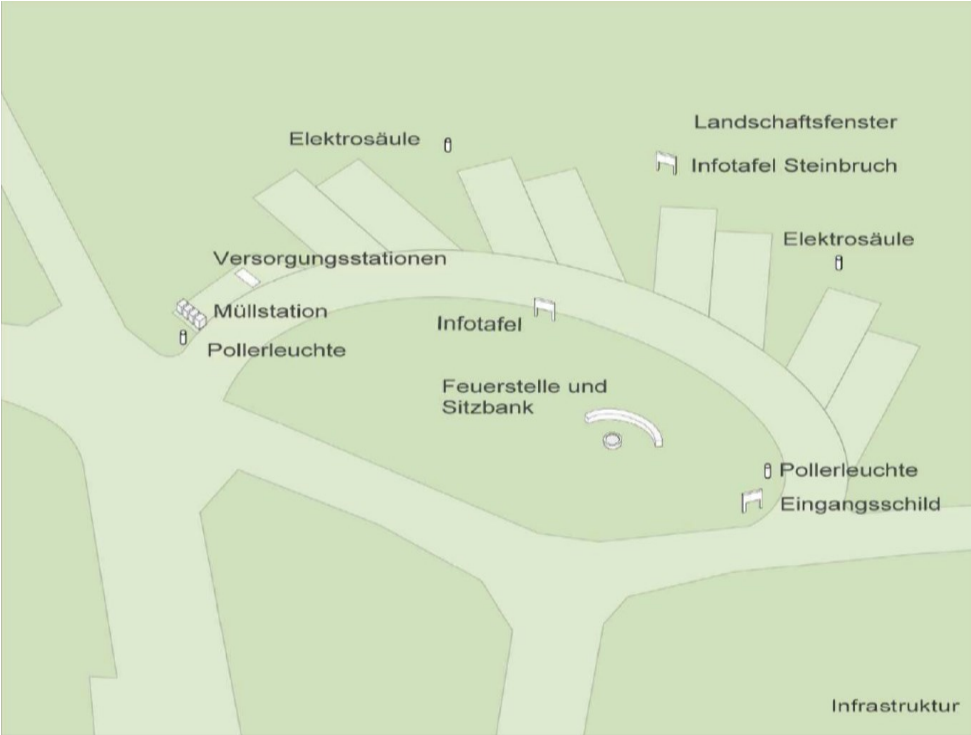 Landschaftsfenster
Elektrosäule
Infotafel Steinbruch
Elektrosäule
Versorgungsstationen
Müllstation
Infotafel
Pollerleuchte
Feuerstelle und
Sitzbank
Pollerleuchte
Eingangsschild
Infrastruktur